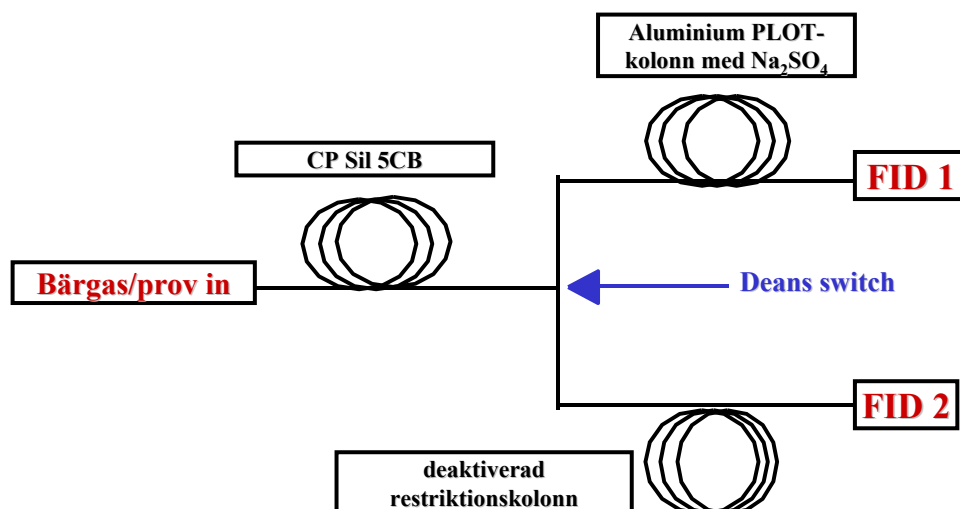 Aluminium PLOT-
kolonn med Na₂SO₄
CP Sil 5CB
FID 1
Bärgas/prov in
Deans switch
FID 2
deaktiverad
restriktionskolonn